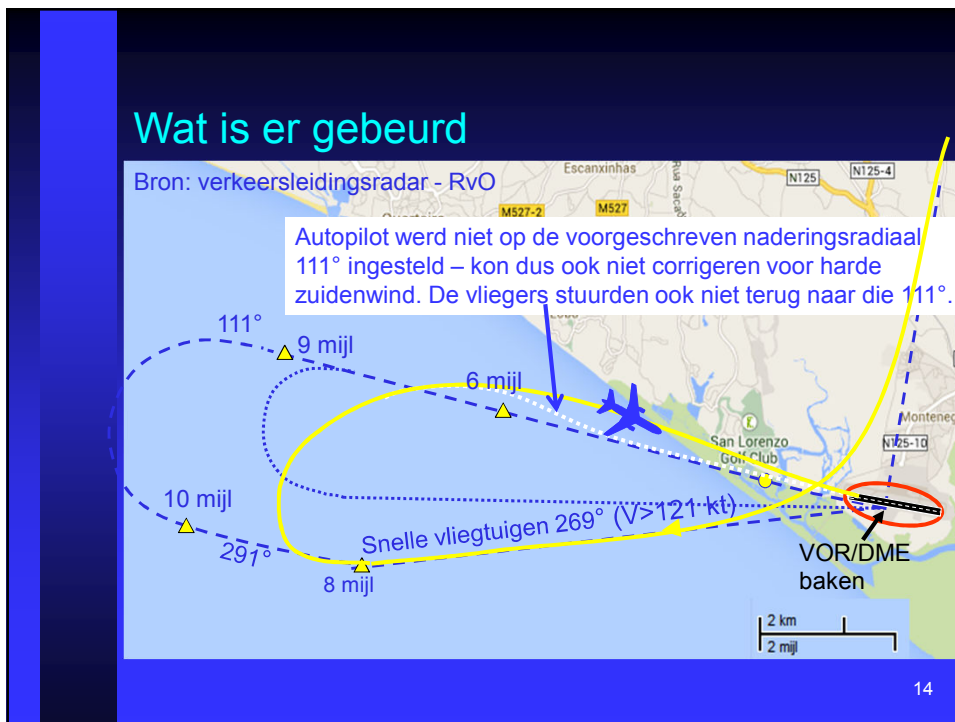 Wat is er gebeurd
Bron: verkeersleidingsradar - RvO
Escanxinhas
N125
N125-4
M527-2
M527
Autopilot werd niet op de voorgeschreven naderingsradiaal
111° ingesteld – kon dus ook niet corrigeren voor harde
zuidenwind. De vliegers stuurden ook niet terug naar die 111°.
111°
9 mijl
6 mijl
San Lorenzo
Golf Club
N125-10
10 mijl
291°
8 mijl
Snelle vliegtuigen 269° (V>121 kt)
VOR/DME
baken
2 km
2 mijl
14